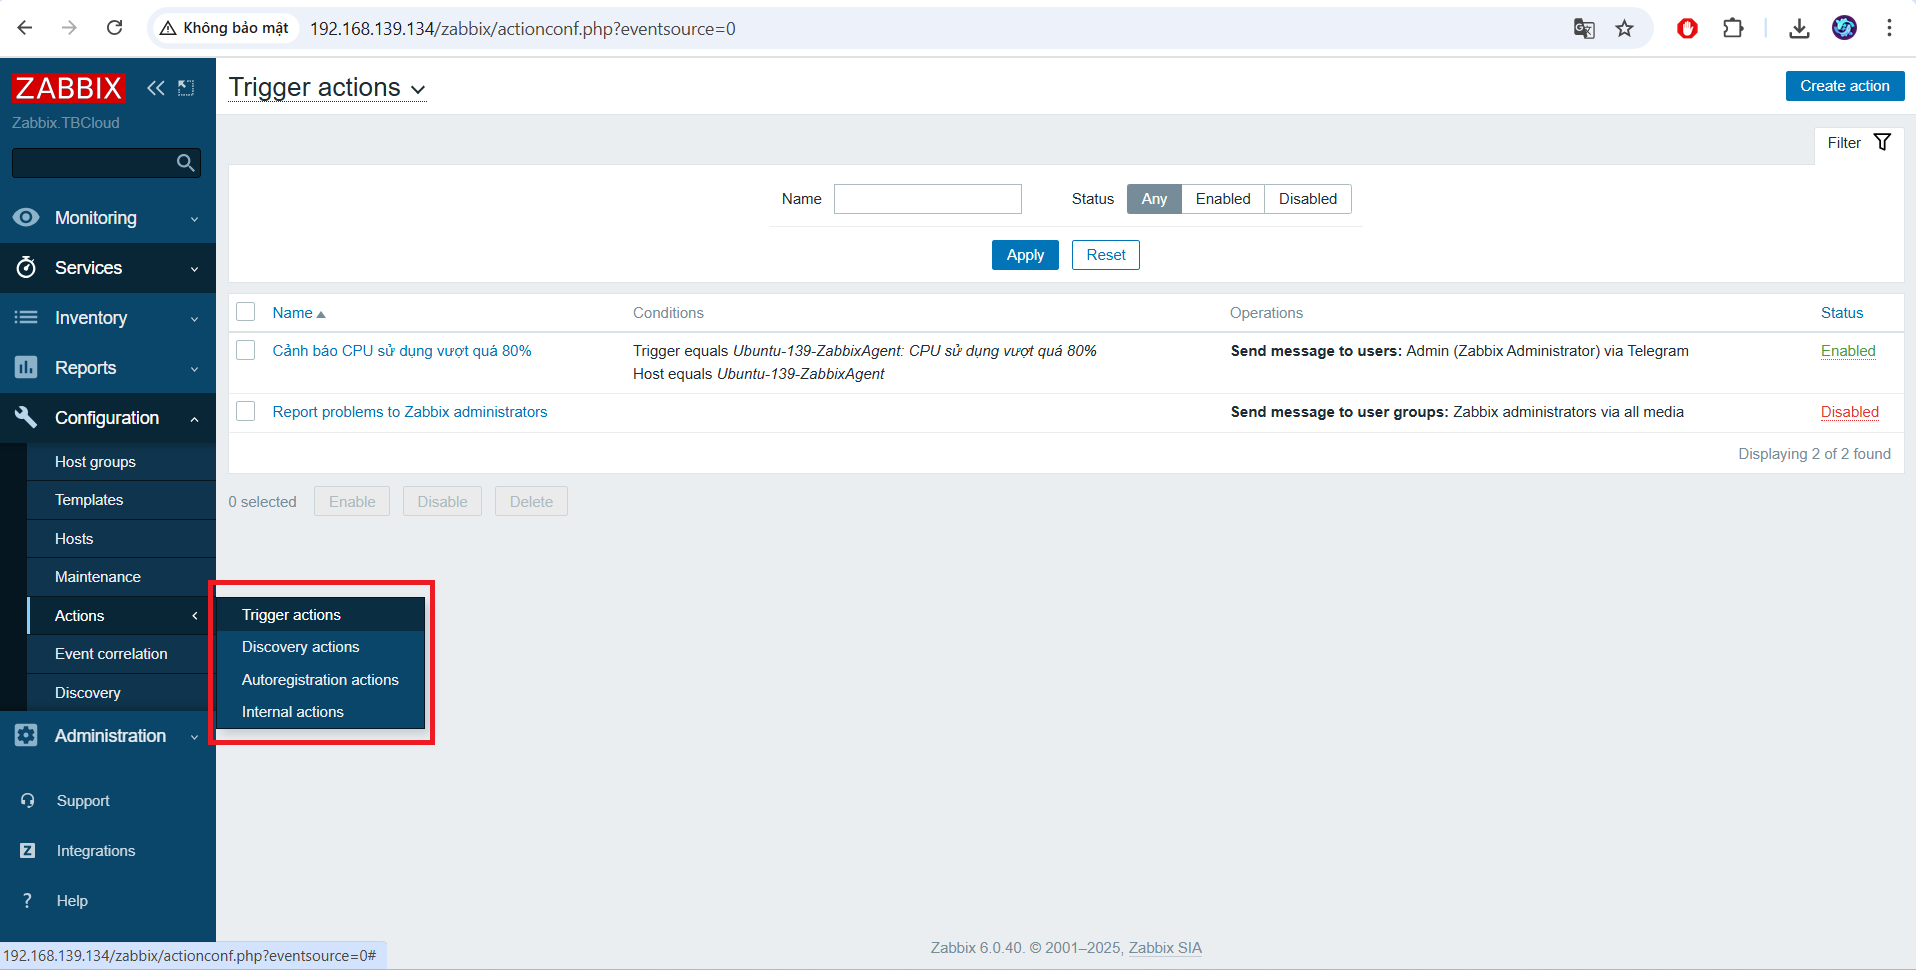 Không bảo mật 192.168.139.134/zabbix/actionconf.php?eventsource=0
ZABBIX
Zabbix.TBCloud
Monitoring
Services
Inventory
Reports
Configuration
Host groups
Templates
Hosts
Maintenance
Actions
Event correlation
Discovery
Administration
Support
Integrations
Help
Trigger actions
Discovery actions
Autoregistration actions
Internal actions
Trigger actions
Create action
Filter
Name Status Any Enabled Disabled
Apply Reset
Name Conditions Operations Status
Cảnh báo CPU sử dụng vượt quá 80% Trigger equals Ubuntu-139-ZabbixAgent: CPU sử dụng vượt quá 80% Send message to users: Admin (Zabbix Administrator) via Telegram Enabled
Host equals Ubuntu-139-ZabbixAgent
Report problems to Zabbix administrators Send message to user groups: Zabbix administrators via all media Disabled
Displaying 2 of 2 found
0 selected Enable Disable Delete
Zabbix 6.0.40. © 2001–2025, Zabbix SIA
192.168.139.134/zabbix/actionconf.php?eventsource=0#